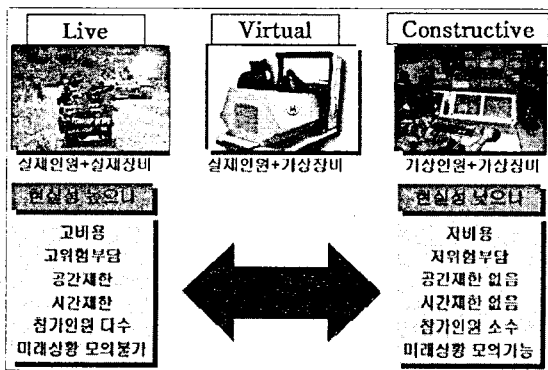 Live
Virtual
Constructive
실재인원+실재장비
실재인원+가상장비
가상인원+가상장비
현실성 높으나
현실성 낮으나
고비용
고위험부담
공간제한
시간제한
참가인원 다수
미래상황 모의불가
저비용
저위험부담
공간제한 없음
시간제한 없음
참가인원 소수
미래상황 모의가능